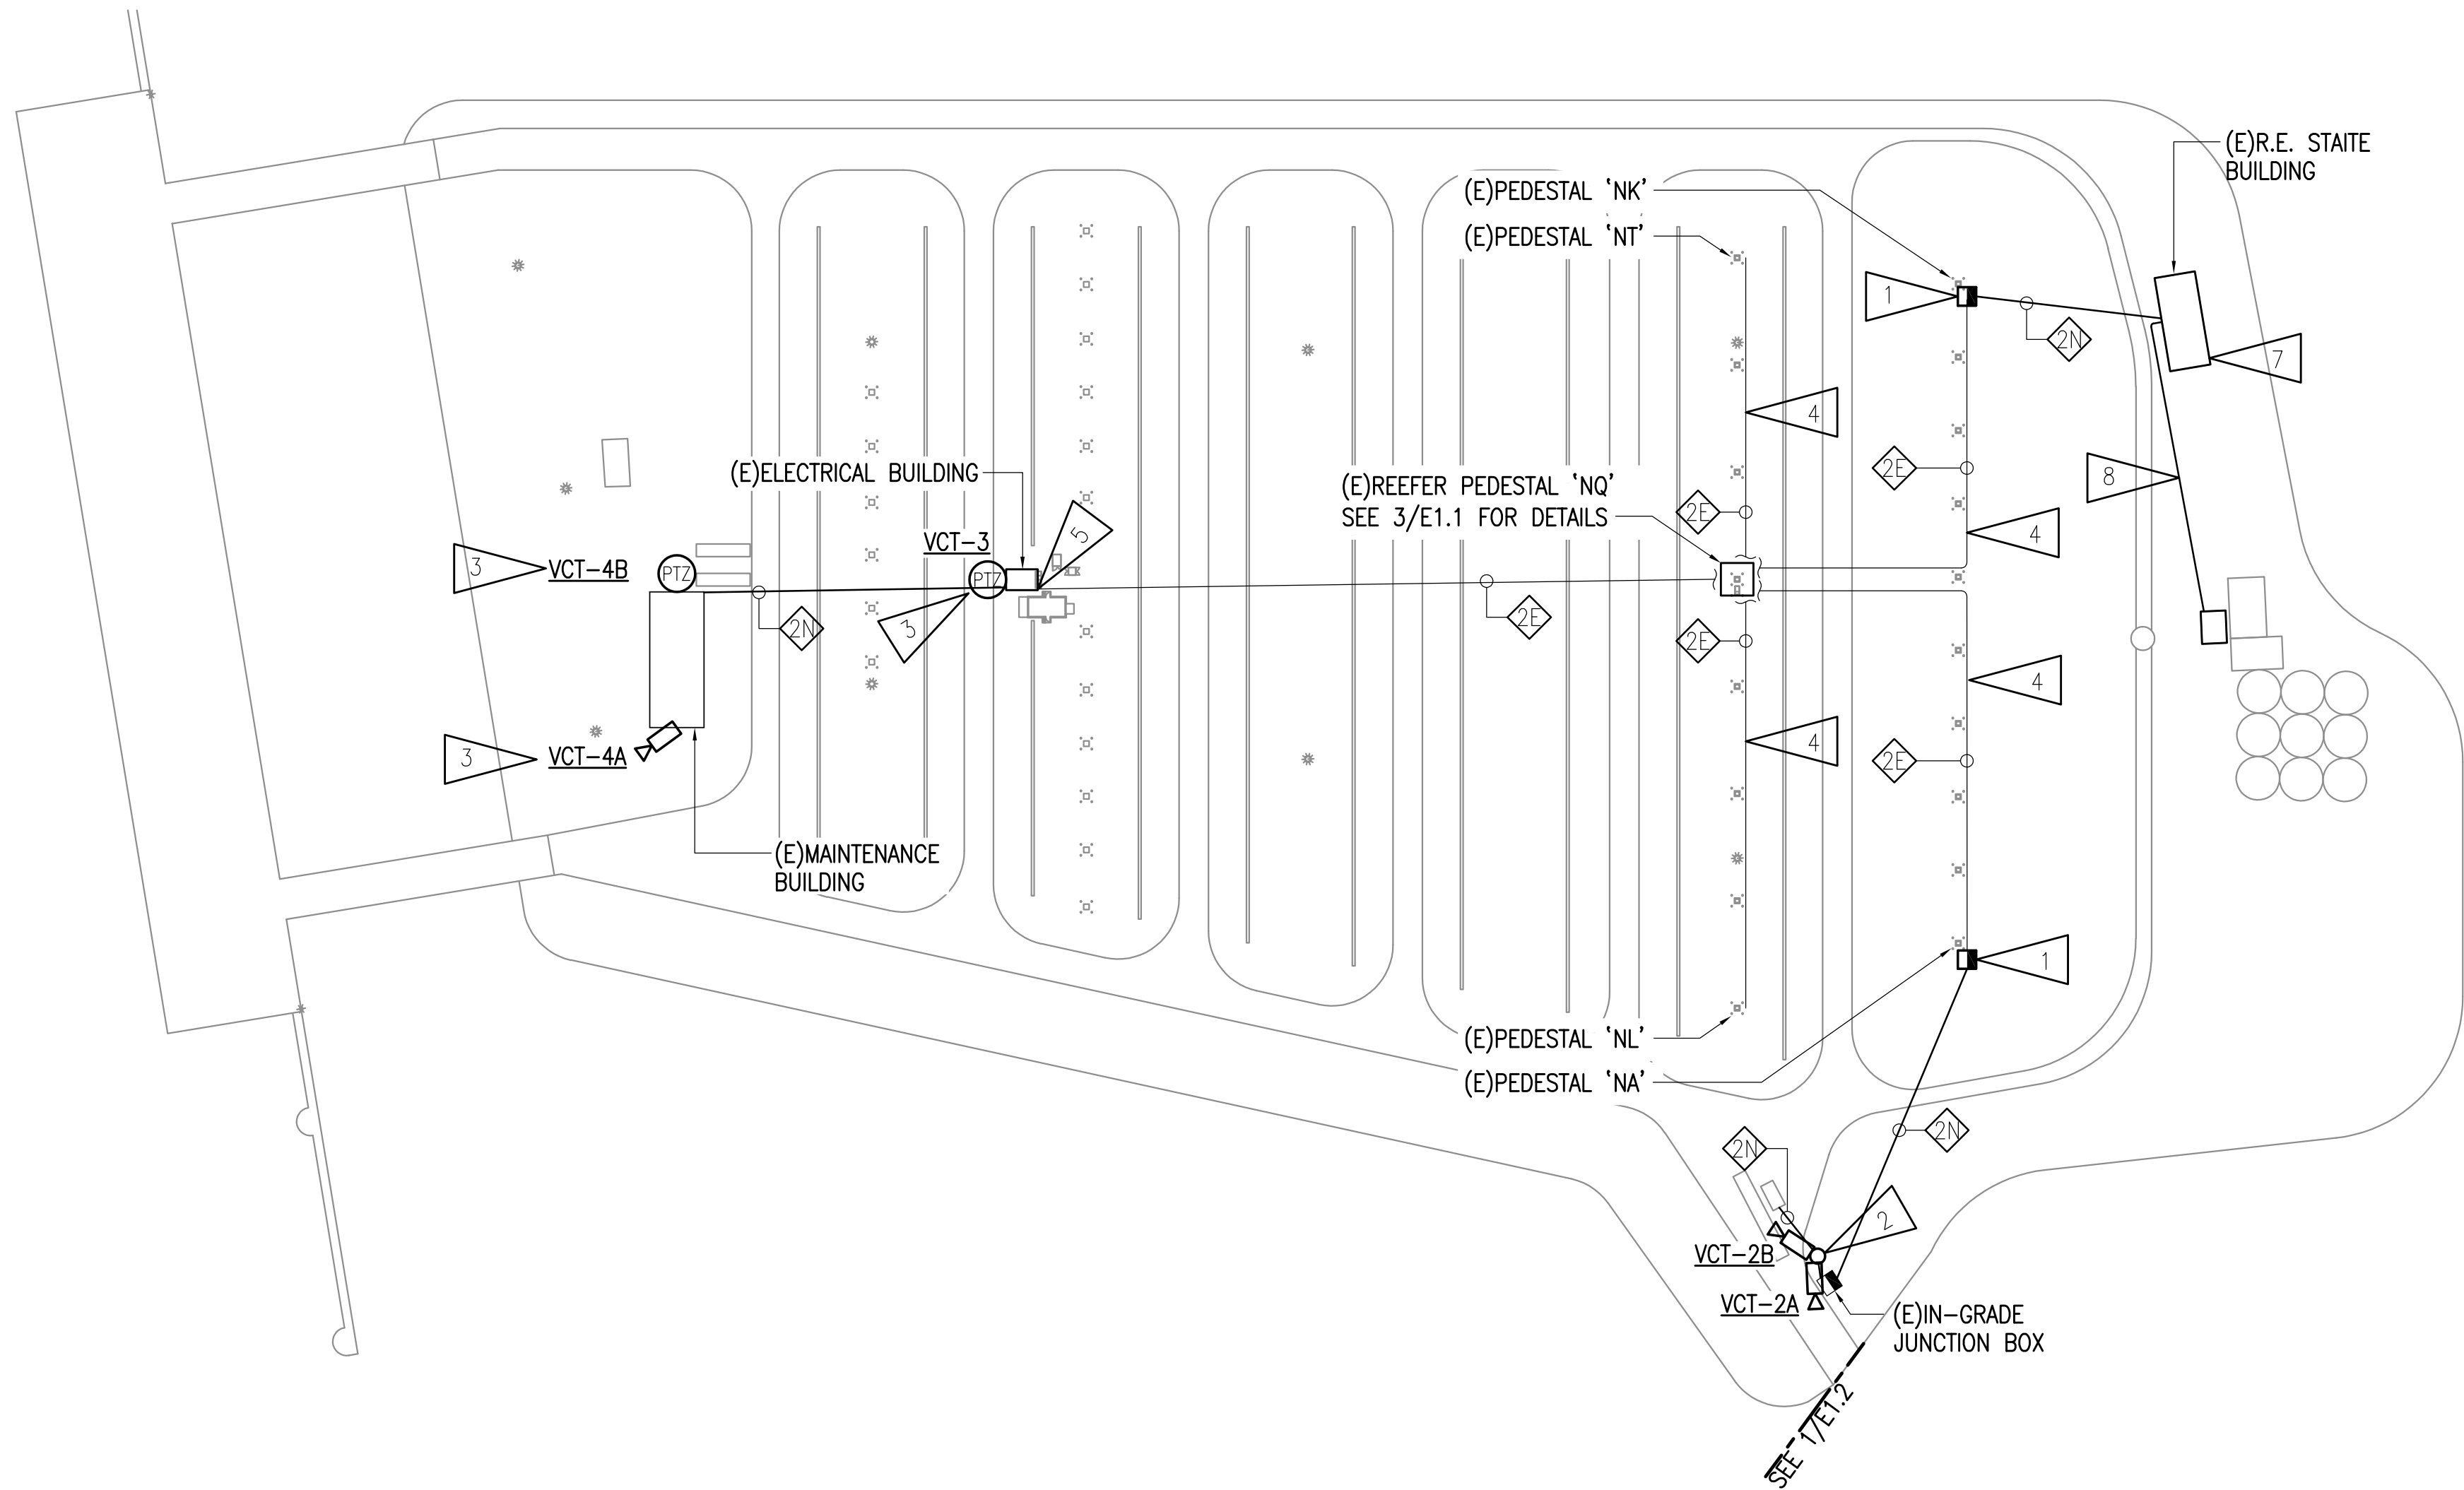 (E)R.E. STAITE
BUILDING
(E)PEDESTAL 'NK'
(E)PEDESTAL 'NT'
1
2N
7
4
(E)ELECTRICAL BUILDING
(E)REEFER PEDESTAL 'NQ'
SEE 3/E1.1 FOR DETAILS
2E
2E
8
4
5
VCT-3
3
VCT-4B
PTZ
PTZ
2N
3
2E
2E
4
3
VCT-4A
4
2E
(E)MAINTENANCE
BUILDING
1
(E)PEDESTAL 'NL'
(E)PEDESTAL 'NA'
2N
2N
2
VCT-2B
VCT-2A
(E)IN-GRADE
JUNCTION BOX
SEE 1/E1.2